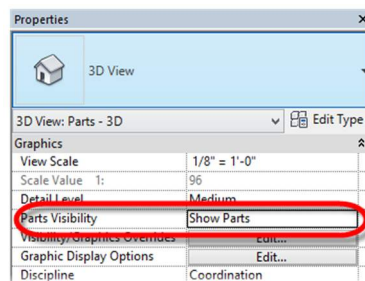 Properties
3D View
3D View: Parts - 3D Edit Type
Graphics
View Scale 1/8" = 1'-0"
Scale Value 1: 96
Detail Level Medium
Parts Visibility Show Parts
Visibility/Graphics Overrides Edit...
Graphic Display Options Edit...
Discipline Coordination